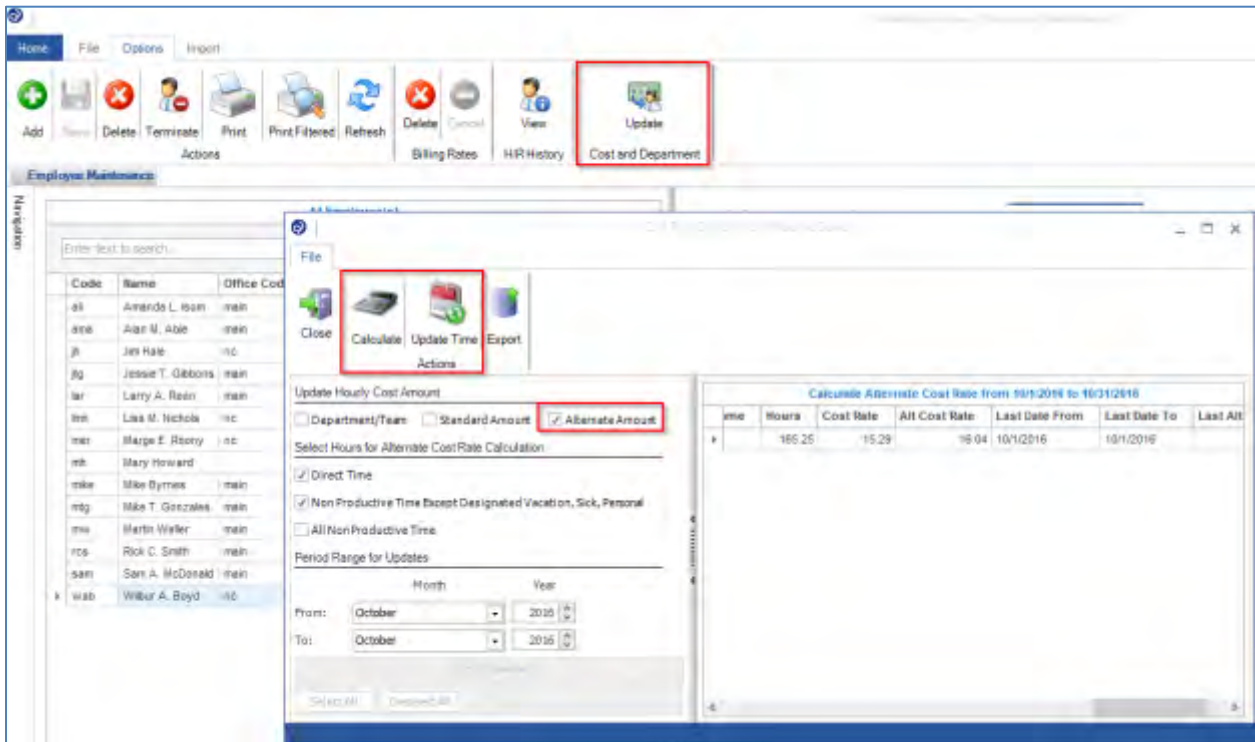 Home File Options Import
Add Delete Terminate Print Print Filtered Refresh Delete Cancel View Update
Actions Billing Rates H/R History Cost and Department
Employee Maintenance
Navigation
Enter text to search...
Code Name Office Cod
ali Amanda L. Isom main
ama Alan M. Able main
jh Jim Hale nc
jtg Jessie T. Gibbons main
lar Larry A. Rean main
lmn Lisa M. Nichols nc
mer Marge E. nc
mh Mary Howard
mike Mike Byrnes main
mtg Mike T. Gonzales main
Martin Waller main
rcs Rick C. Smith main
sam Sam A. McDonald main
wab Wilbur A. Boyd nc
File
Close Calculate Update Time Export
Actions
Update Hourly Cost Amount
Department/Team Standard Amount Alternate Amount
Select Hours for Alternate Cost Rate Calculation
Direct Time
Non Productive Time Except Designated Vacation, Sick, Personal
All Non Productive Time
Period Range for Updates
Month Year
From: October 2016
To: October 2016
Select All Deselect All
Calculate Alternate Cost Rate from 10/1/2016 to 10/31/2016
me Hours Cost Rate Alt Cost Rate Last Date From Last Date To Last Alt
165.25 15.29 16.04 10/1/2016 10/1/2016